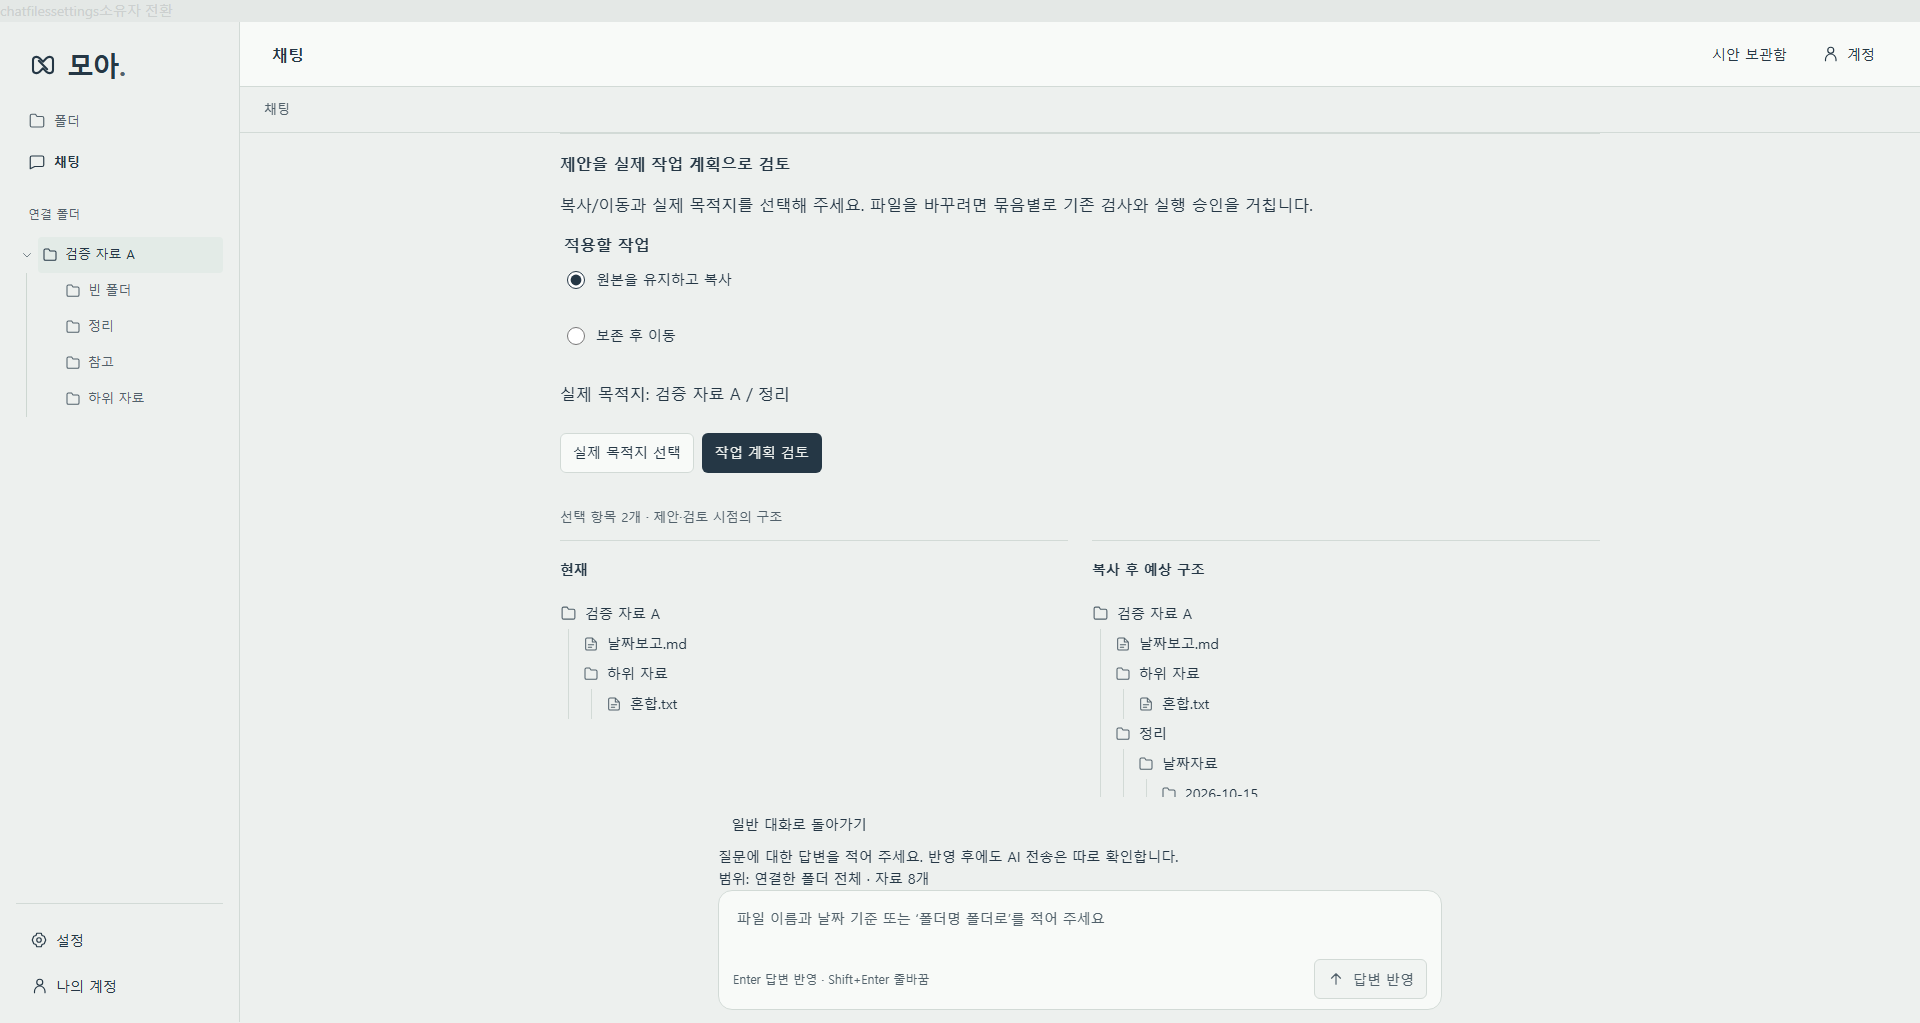 chatfilessettings소유자 전환
모아.
폴더
채팅
연결 폴더
검증 자료 A
빈 폴더
정리
참고
하위 자료
설정
나의 계정
채팅
시안 보관함
계정
채팅
제안을 실제 작업 계획으로 검토
복사/이동과 실제 목적지를 선택해 주세요. 파일을 바꾸려면 묶음별로 기존 검사와 실행 승인을 거칩니다.
적용할 작업
원본을 유지하고 복사
보존 후 이동
실제 목적지: 검증 자료 A / 정리
실제 목적지 선택
작업 계획 검토
선택 항목 2개 · 제안·검토 시점의 구조
현재
검증 자료 A
날짜보고.md
하위 자료
혼합.txt
복사 후 예상 구조
검증 자료 A
날짜보고.md
하위 자료
혼합.txt
정리
날짜자료
2026-10-15
일반 대화로 돌아가기
질문에 대한 답변을 적어 주세요. 반영 후에도 AI 전송은 따로 확인합니다.
범위: 연결한 폴더 전체 · 자료 8개
파일 이름과 날짜 기준 또는 ‘폴더명 폴더로’를 적어 주세요
Enter 답변 반영 · Shift+Enter 줄바꿈
답변 반영